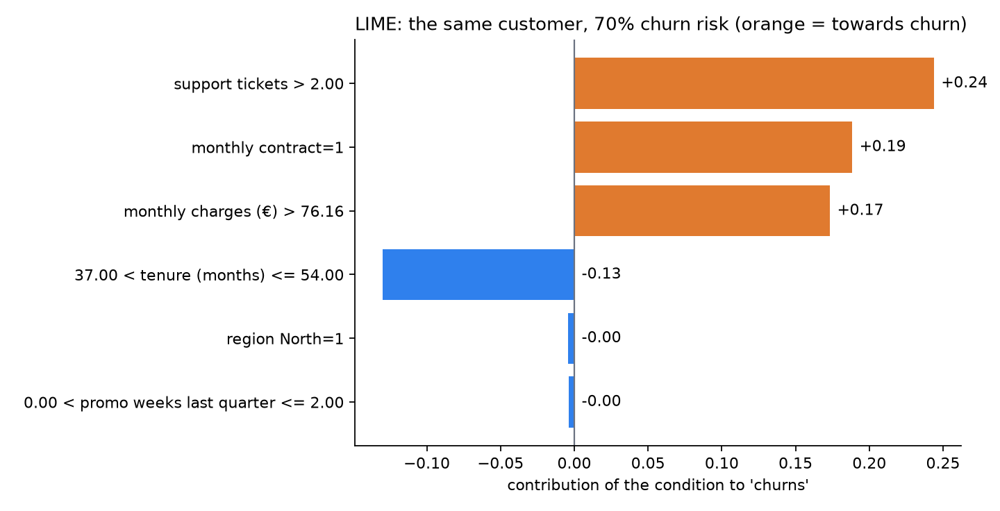 LIME: the same customer, 70% churn risk (orange = towards churn)
support tickets > 2.00
+0.24
monthly contract=1
+0.19
monthly charges (€) > 76.16
+0.17
37.00 < tenure (months) <= 54.00
-0.13
region North=1
-0.00
0.00 < promo weeks last quarter <= 2.00
-0.00
−0.10 −0.05 0.00 0.05 0.10 0.15 0.20 0.25
contribution of the condition to 'churns'